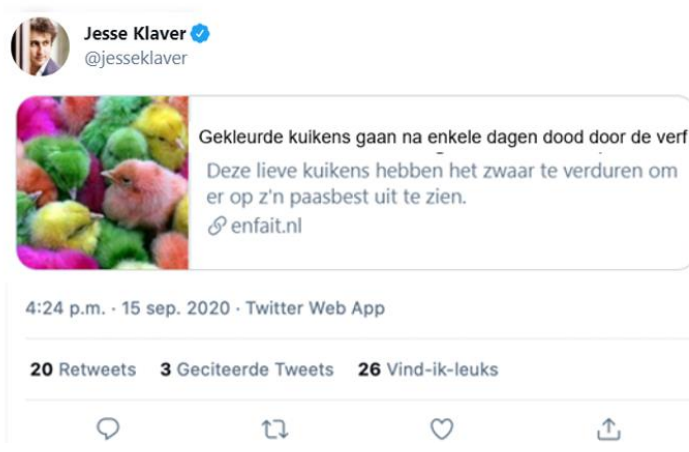 Jesse Klaver
@jesseklaver
Gekleurde kuikens gaan na enkele dagen dood door de verf
Deze lieve kuikens hebben het zwaar te verduren om
er op z'n paasbest uit te zien.
enfait.nl
4:24 p.m. · 15 sep. 2020 · Twitter Web App
20 Retweets 3 Geciteerde Tweets 26 Vind-ik-leuks